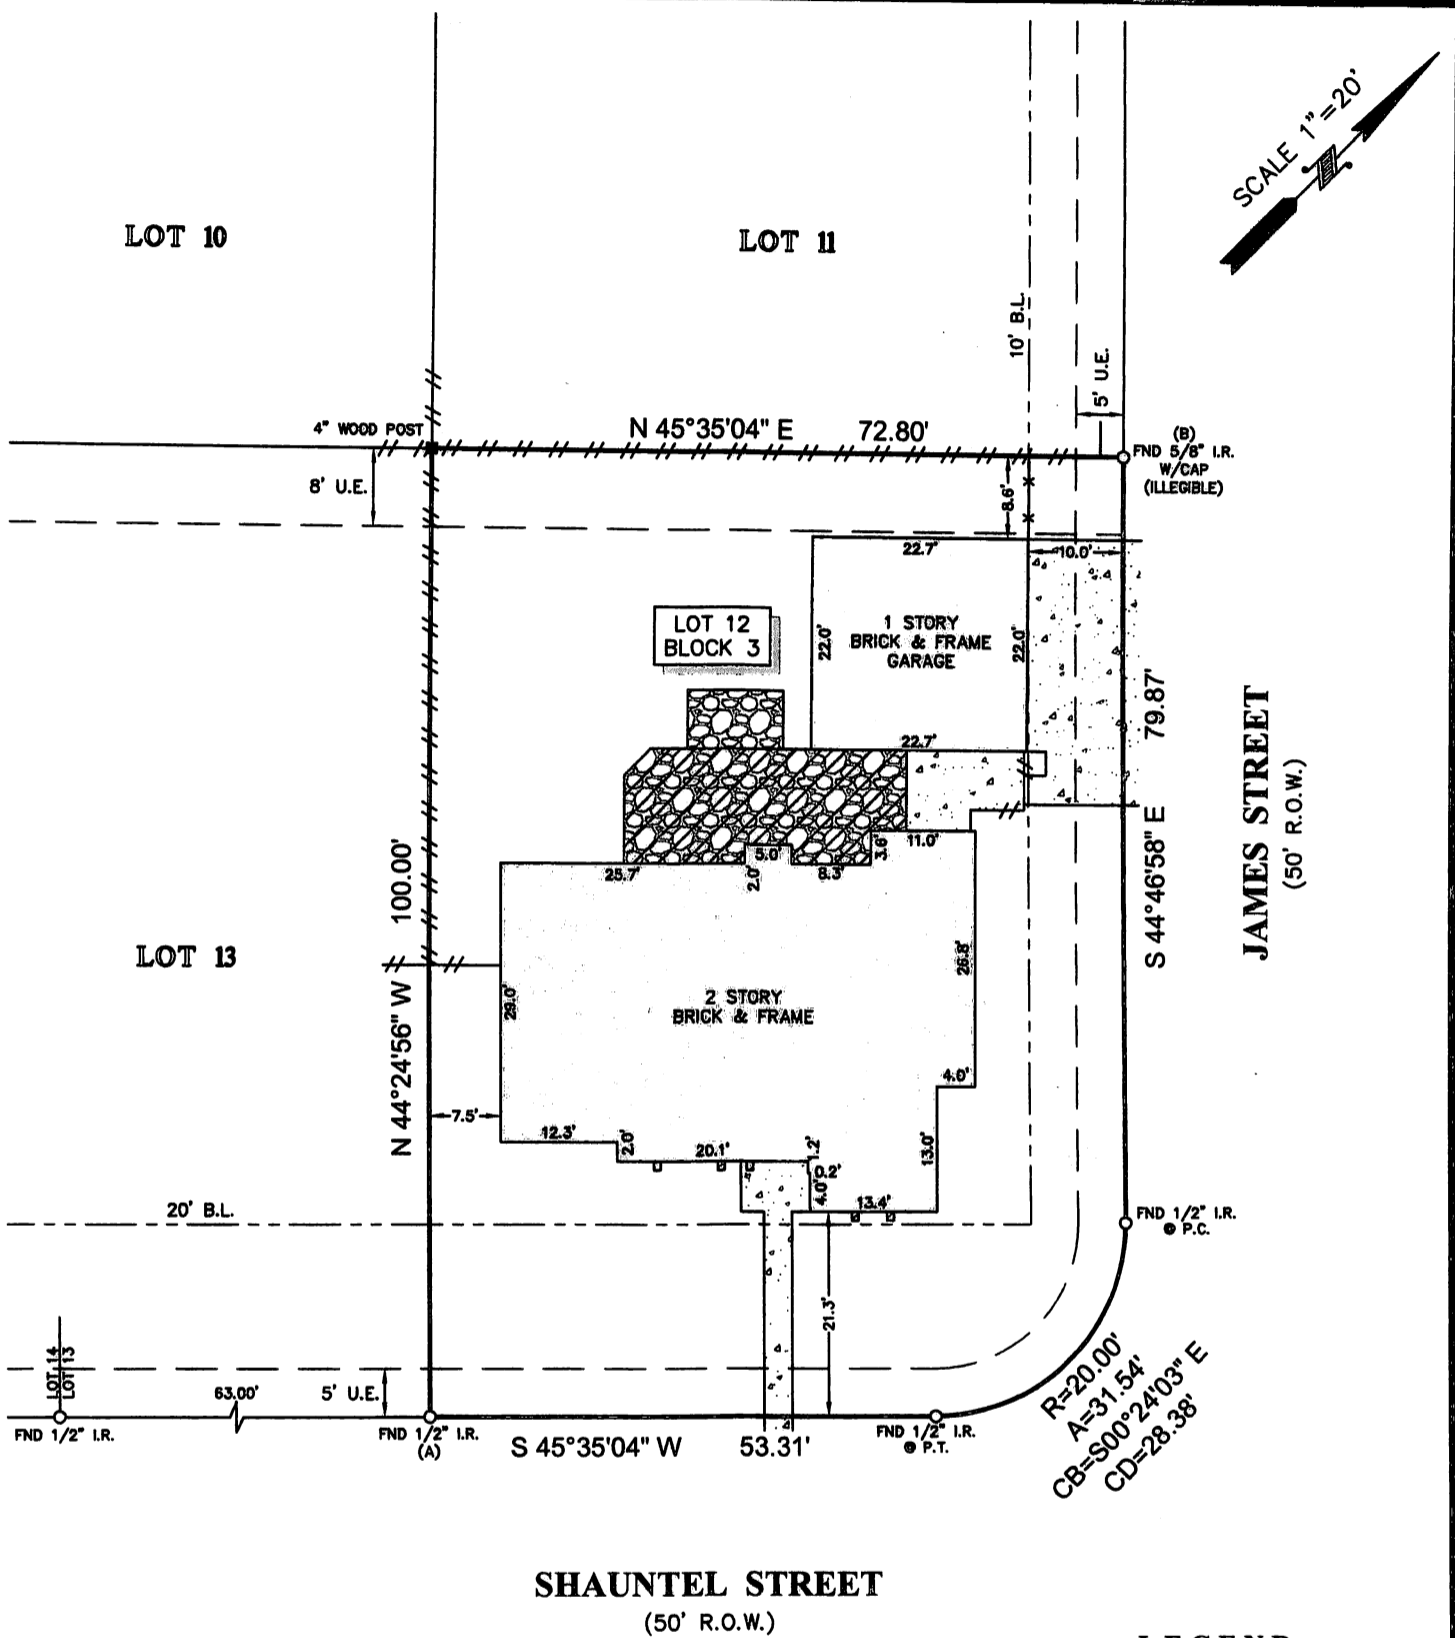 SCALE 1"=20'
LOT 10
LOT 11
10' B.L.
5' U.E.
4" WOOD POST
N 45°35'04" E 72.80'
(B)
FND 5/8" I.R.
W/CAP
(ILLEGIBLE)
8' U.E.
8.6'
22.7'
10.0'
LOT 12
BLOCK 3
22.0'
1 STORY
BRICK & FRAME
GARAGE
22.0'
22.7'
S 44°46'58" E 79.87'
JAMES STREET
(50' R.O.W.)
N 44°24'56" W 100.00'
25.7'
5.0'
2.0'
3.6'
11.0'
LOT 13
29.0'
2 STORY
BRICK & FRAME
26.8'
4.0'
7.5'
12.3'
2.0'
20.1'
1.2'
0.2'
4.0'
13.0'
13.4'
20' B.L.
FND 1/2" I.R.
@ P.C.
21.3'
LOT 14
LOT 13
63.00'
5' U.E.
R=20.00'
A=31.54'
CB=S00°24'03" E
CD=28.38'
FND 1/2" I.R.
FND 1/2" I.R.
(A)
S 45°35'04" W 53.31'
FND 1/2" I.R.
@ P.T.
SHAUNTEL STREET
(50' R.O.W.)